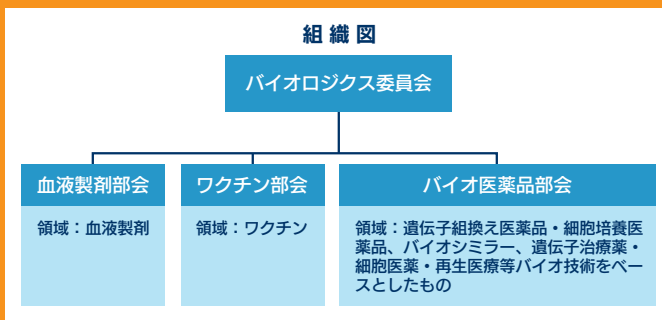 組織図
バイオロジクス委員会
血液製剤部会
ワクチン部会
バイオ医薬品部会
領域：血液製剤
領域：ワクチン
領域：遺伝子組換え医薬品・細胞培養医
薬品、バイオシミラー、遺伝子治療薬・
細胞医薬・再生医療等バイオ技術をベー
スとしたもの